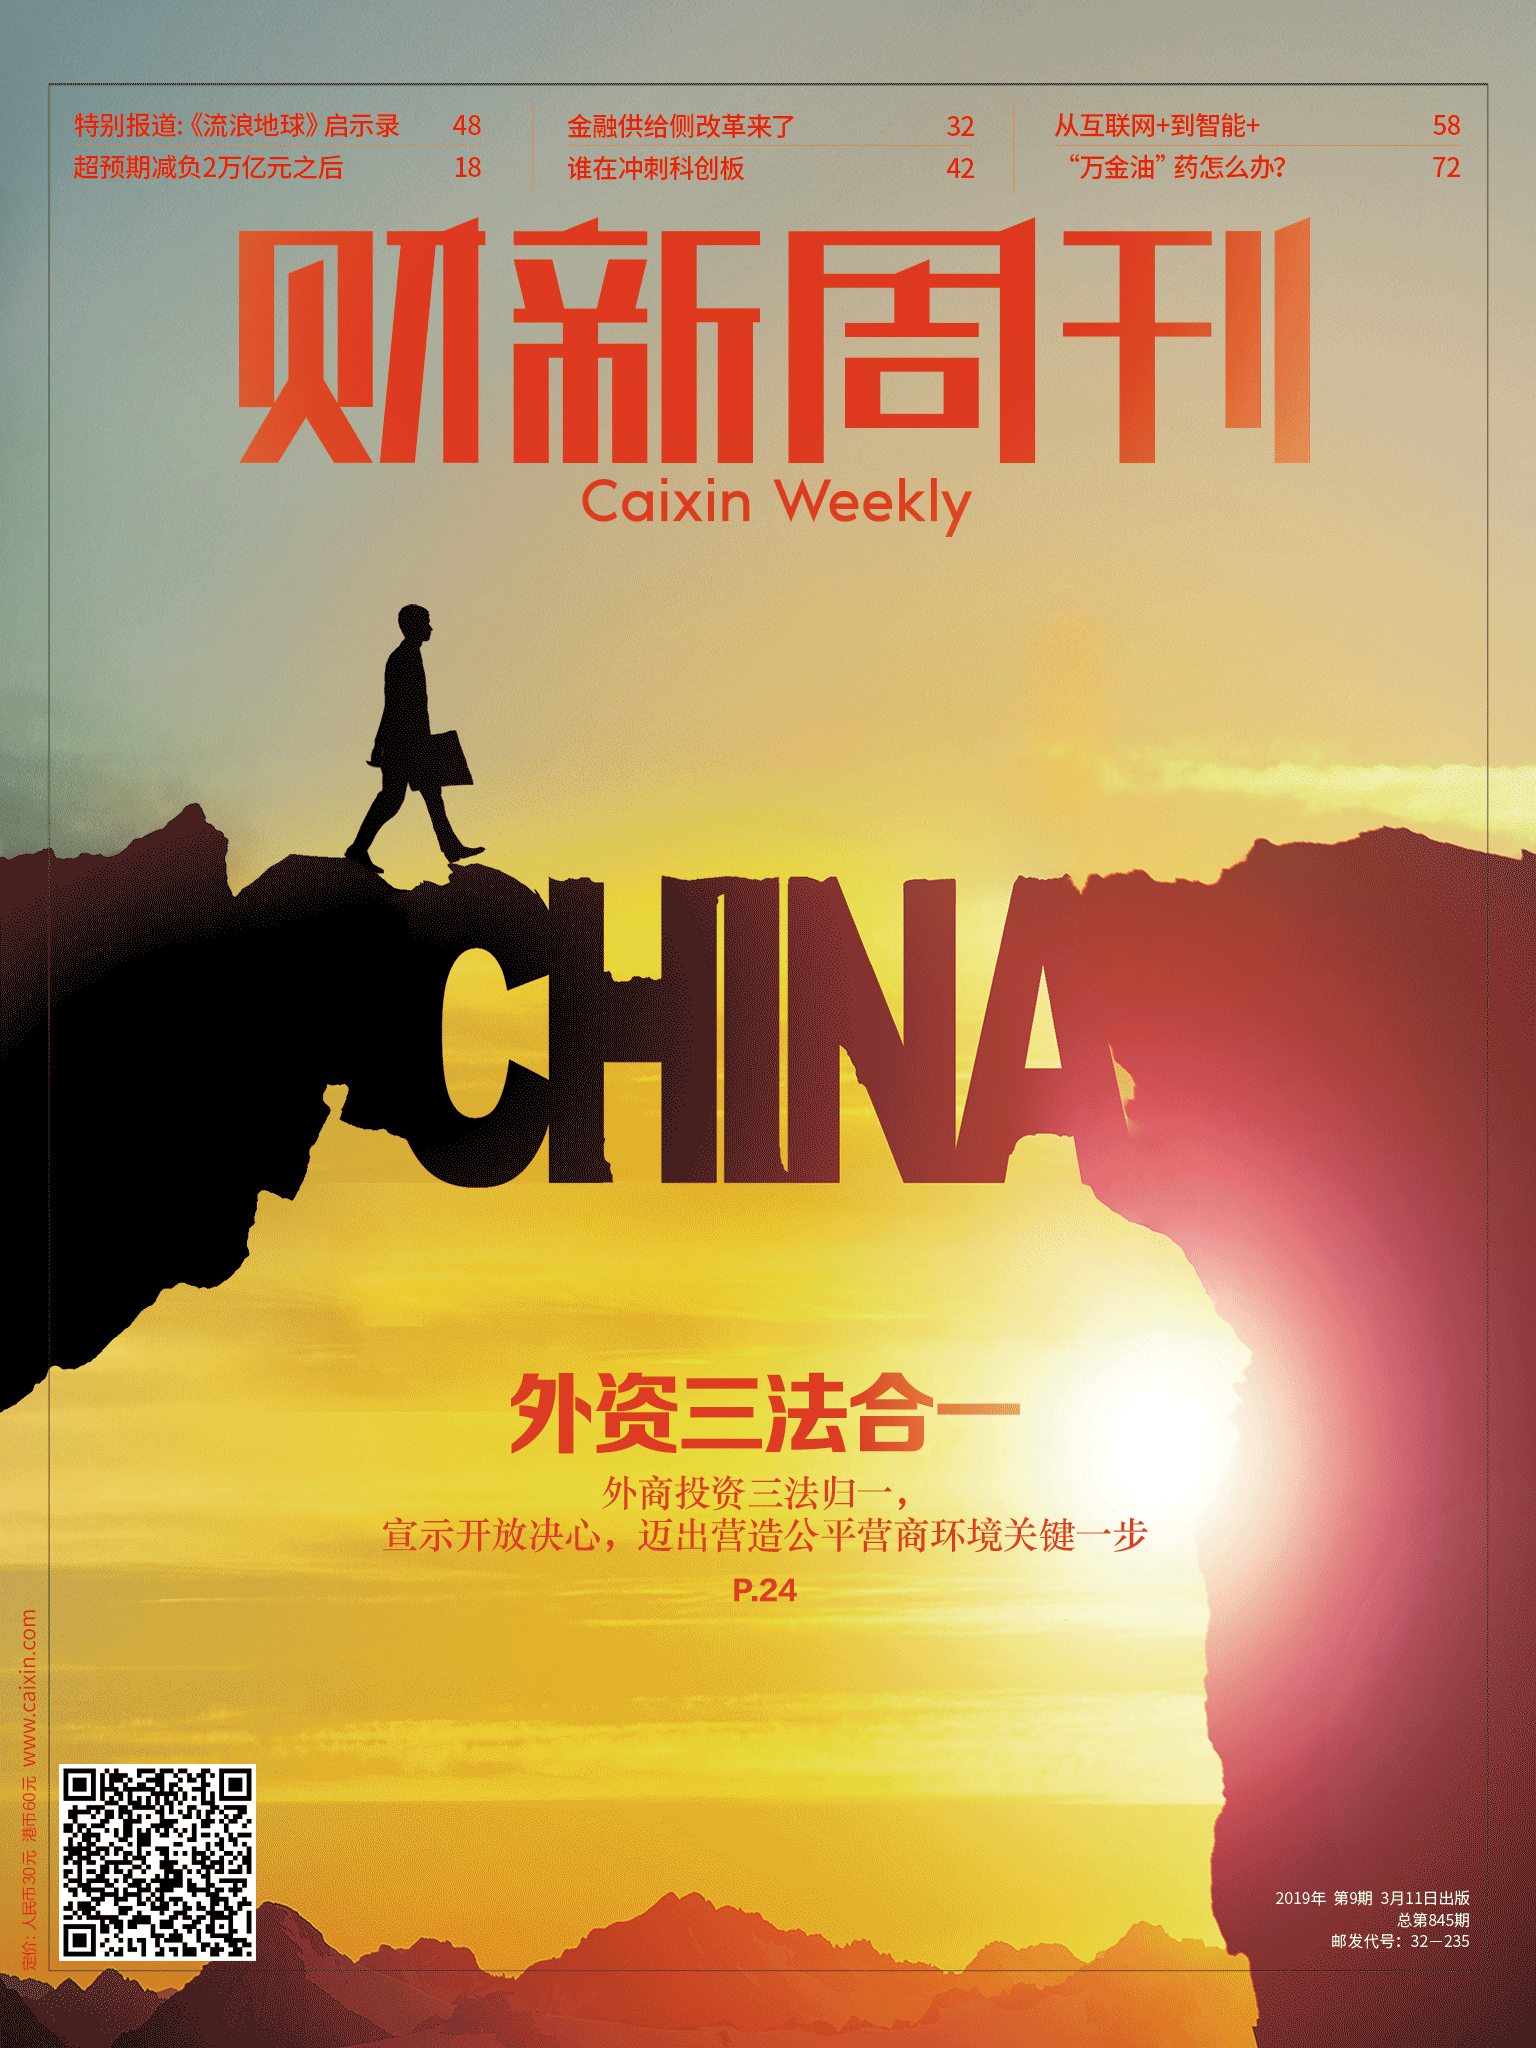 特别报道:《流浪地球》启示录 48
超预期减负2万亿元之后 18
金融供给侧改革来了 32
谁在冲刺科创板 42
从互联网+到智能+ 58
“万金油”药怎么办? 72
财新周刊
Caixin Weekly
CHINA
外资三法合一
外商投资三法归一，
宣示开放决心，迈出营造公平营商环境关键一步
P.24
定价: 人民币30元 港币60元 www.caixin.com
2019年 第9期 3月11日出版
总第845期
邮发代号：32－235